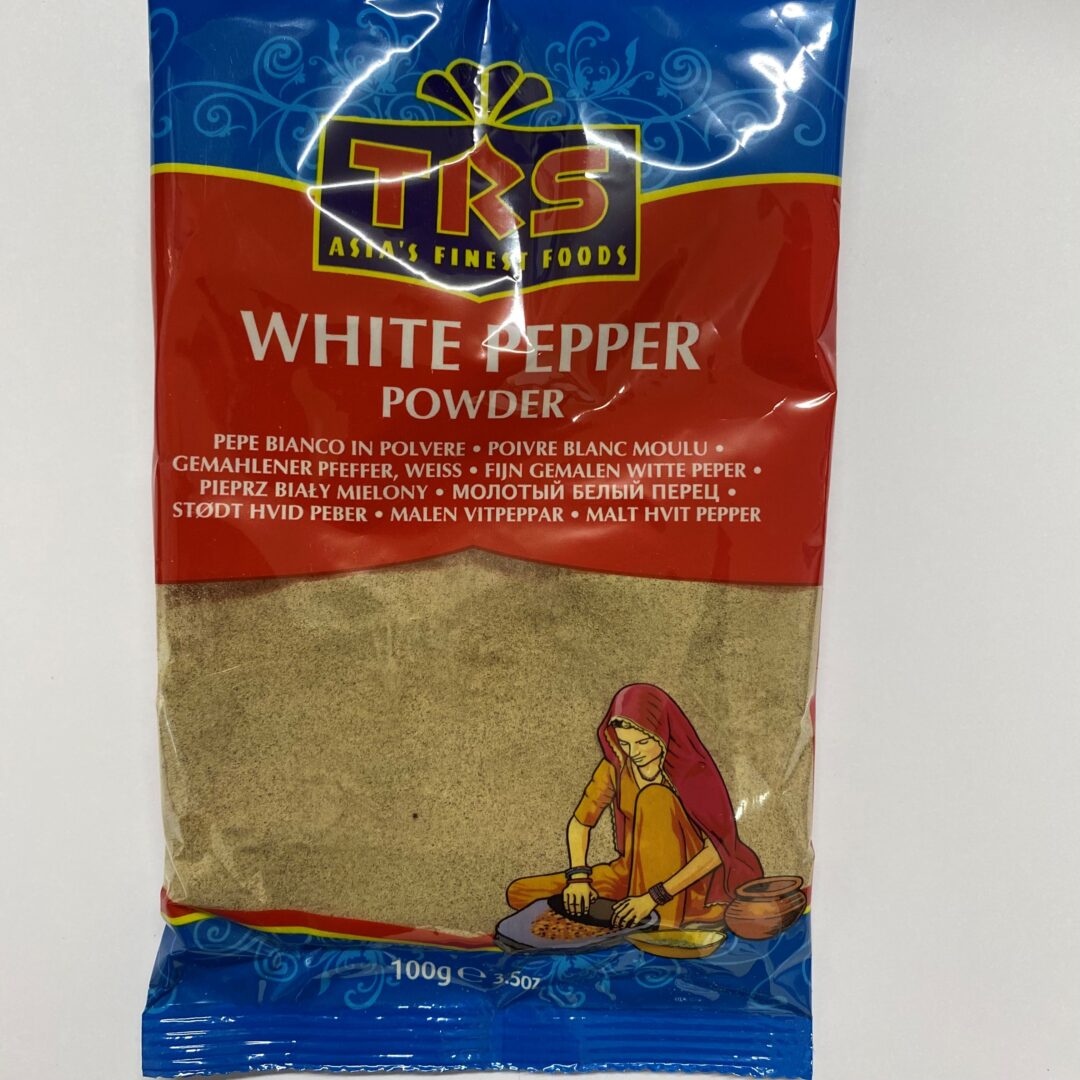 TRS
ASIA'S FINEST FOODS
WHITE PEPPER
POWDER
PEPE BIANCO IN POLVERE • POIVRE BLANC MOULU •
GEMAHLENER PFEFFER, WEISS • FIJN GEMALEN WITTE PEPER •
PIEPRZ BIAŁY MIELONY • МОЛОТЫЙ БЕЛЫЙ ПЕРЕЦ •
STØDT HVID PEBER • MALEN VITPEPPAR • MALT HVIT PEPPER
100g ℮ 3.5oz